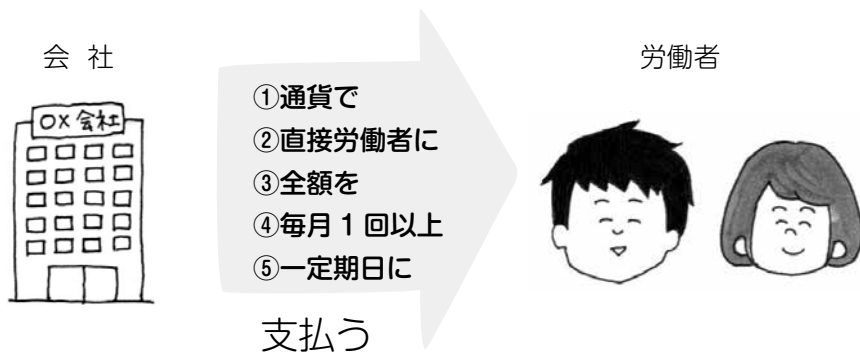 会 社
○×会社
①通貨で
②直接労働者に
③全額を
④毎月1回以上
⑤一定期日に
支払う
労働者